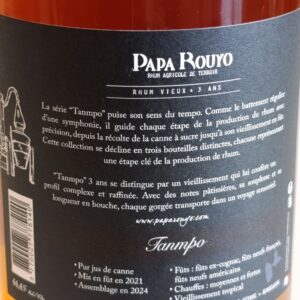 PAPA ROUYO
RHUM AGRICOLE DE TERROIR
RHUM VIEUX • 3 ANS
La série "Tanmpo" puise son sens du tempo. Comme le battement régulier
d'une symphonie, il guide chaque étape de la production du rhum avec
précision, depuis la récolte de la canne à sucre jusqu'à son vieillissement en fût.
Cette collection se décline en trois bouteilles distinctes, représentant chacune
une étape clé de la production de rhum.
"Tanmpo" 3 ans se distingue par un vieillissement qui lui confère un
profil complexe et raffinée. Avec des notes pâtissières, sa souplesse et sa
longueur en bouche, chaque gorgée transporte dans un voyage sensoriel.
www.paparouyo.com
Tanmpo
• Pur jus de canne
• Mis en fût en 2021
• Assemblage en 2024
• Fûts : fûts ex-cognac, fûts neufs français,
fûts neufs américains
• Chauffes : moyennes et fortes
• Vieillissement tropical